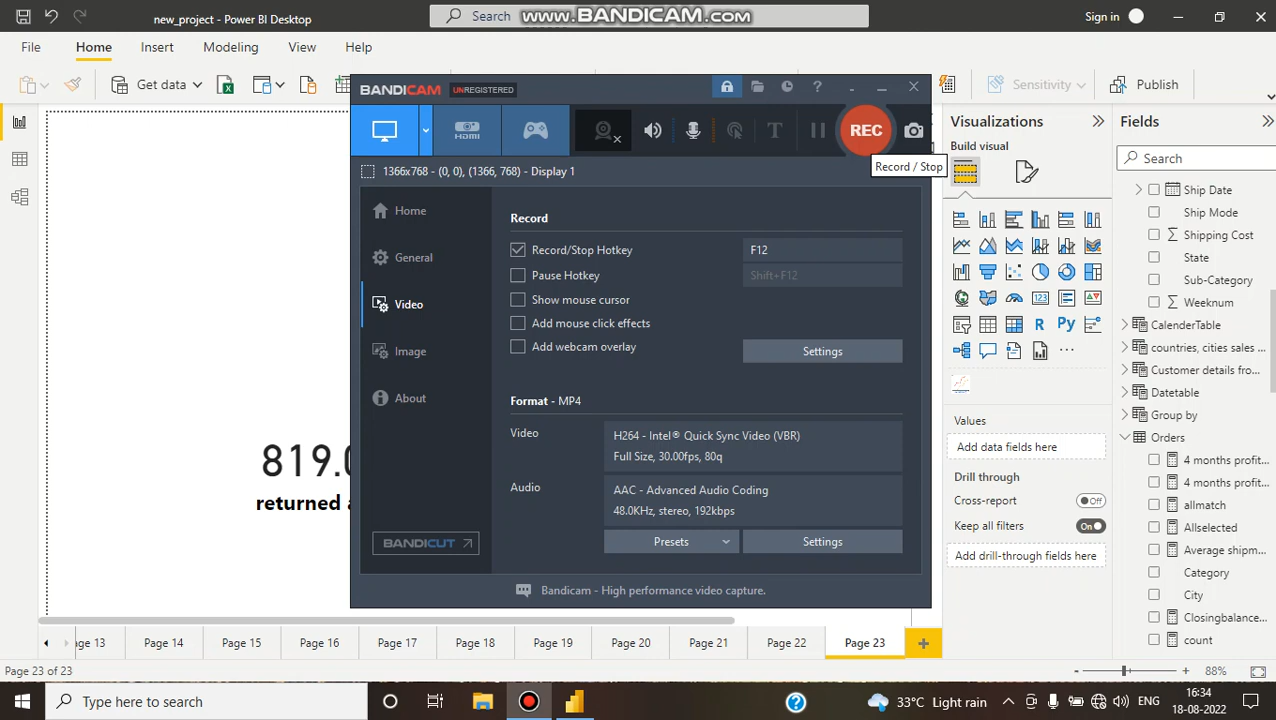 new_project - Power BI Desktop
Search
www.BANDICAM.com
Sign in
File
Home
Insert
Modeling
View
Help
Get data
Sensitivity
Publish
BANDICAM UNREGISTERED
HDMI
REC
Record / Stop
1366x768 - (0, 0), (1366, 768) - Display 1
Home
General
Video
Image
About
BANDICUT
Record
Record/Stop Hotkey
F12
Pause Hotkey
Shift+F12
Show mouse cursor
Add mouse click effects
Add webcam overlay
Settings
Format - MP4
Video
H264 - Intel® Quick Sync Video (VBR)
Full Size, 30.00fps, 80q
Audio
AAC - Advanced Audio Coding
48.0KHz, stereo, 192kbps
Presets
Settings
Bandicam - High performance video capture.
819.0
returned a
Visualizations
Build visual
123
R
Py
Values
Add data fields here
Drill through
Cross-report
Off
Keep all filters
On
Add drill-through fields here
Fields
Search
Ship Date
Ship Mode
Shipping Cost
State
Sub-Category
Weeknum
CalenderTable
countries, cities sales ...
Customer details fro...
Datetable
Group by
Orders
4 months profit...
4 months profit...
allmatch
Allselected
Average shipm...
Category
City
Closingbalance...
count
ge 13
Page 14
Page 15
Page 16
Page 17
Page 18
Page 19
Page 20
Page 21
Page 22
Page 23
Page 23 of 23
88%
Type here to search
33°C Light rain
ENG
16:34
18-08-2022